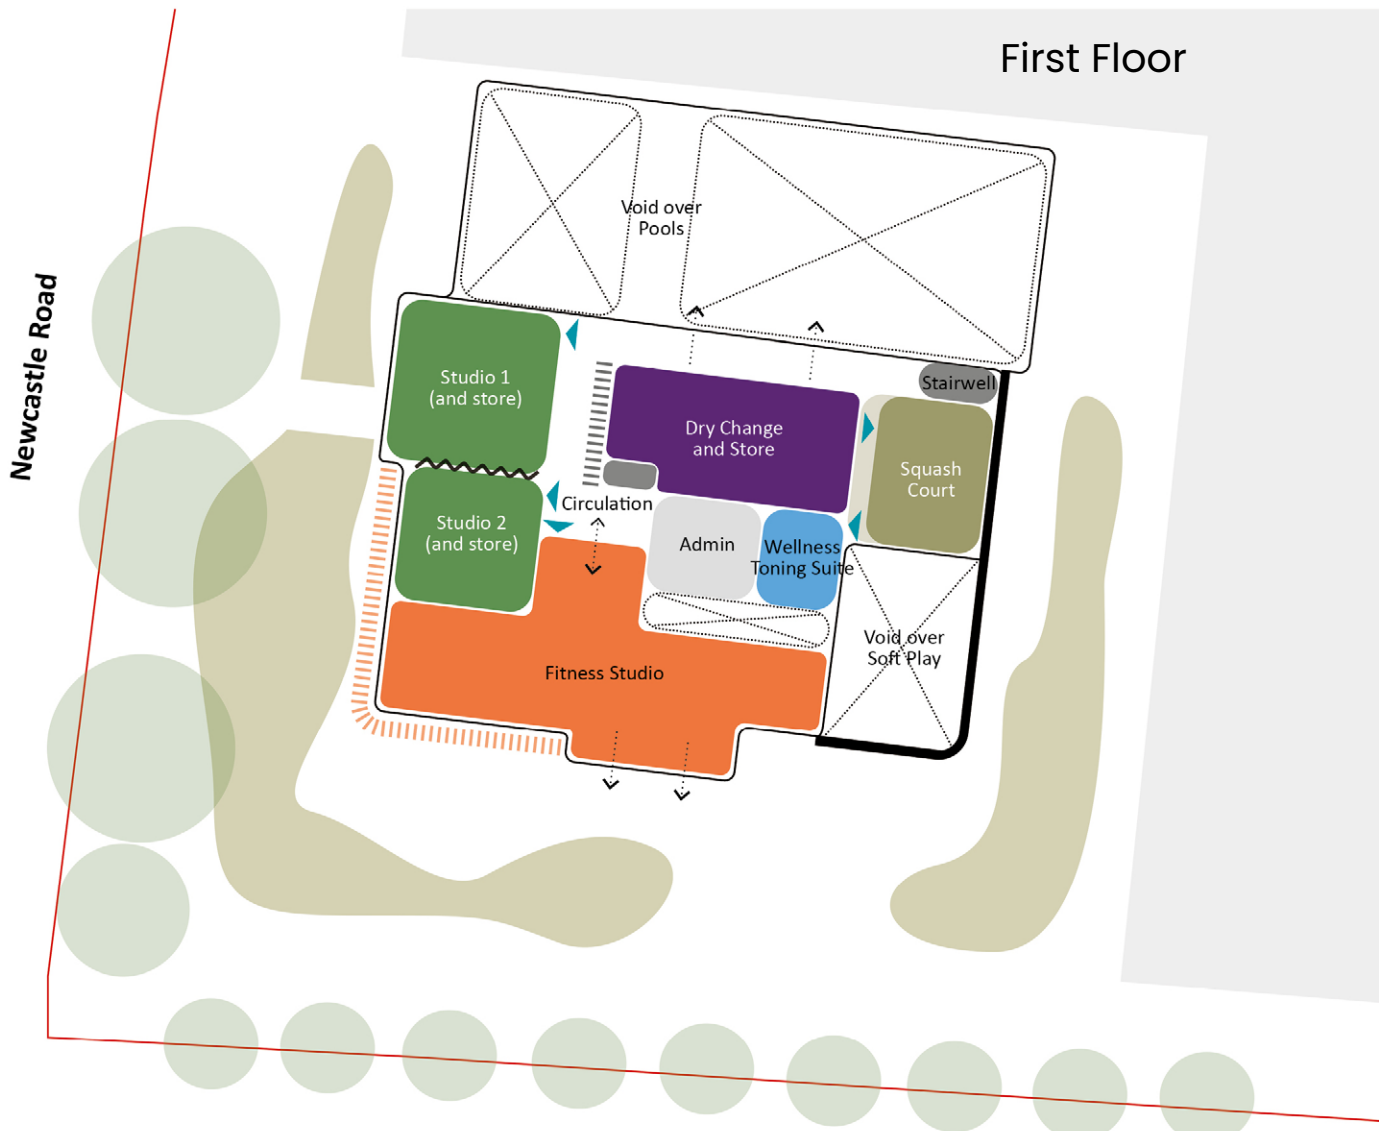 First Floor
Newcastle Road
Void over
Pools
Stairwell
Studio 1
(and store)
Dry Change
and Store
Squash
Court
Circulation
Studio 2
(and store)
Admin
Wellness
Toning Suite
Void over
Soft Play
Fitness Studio